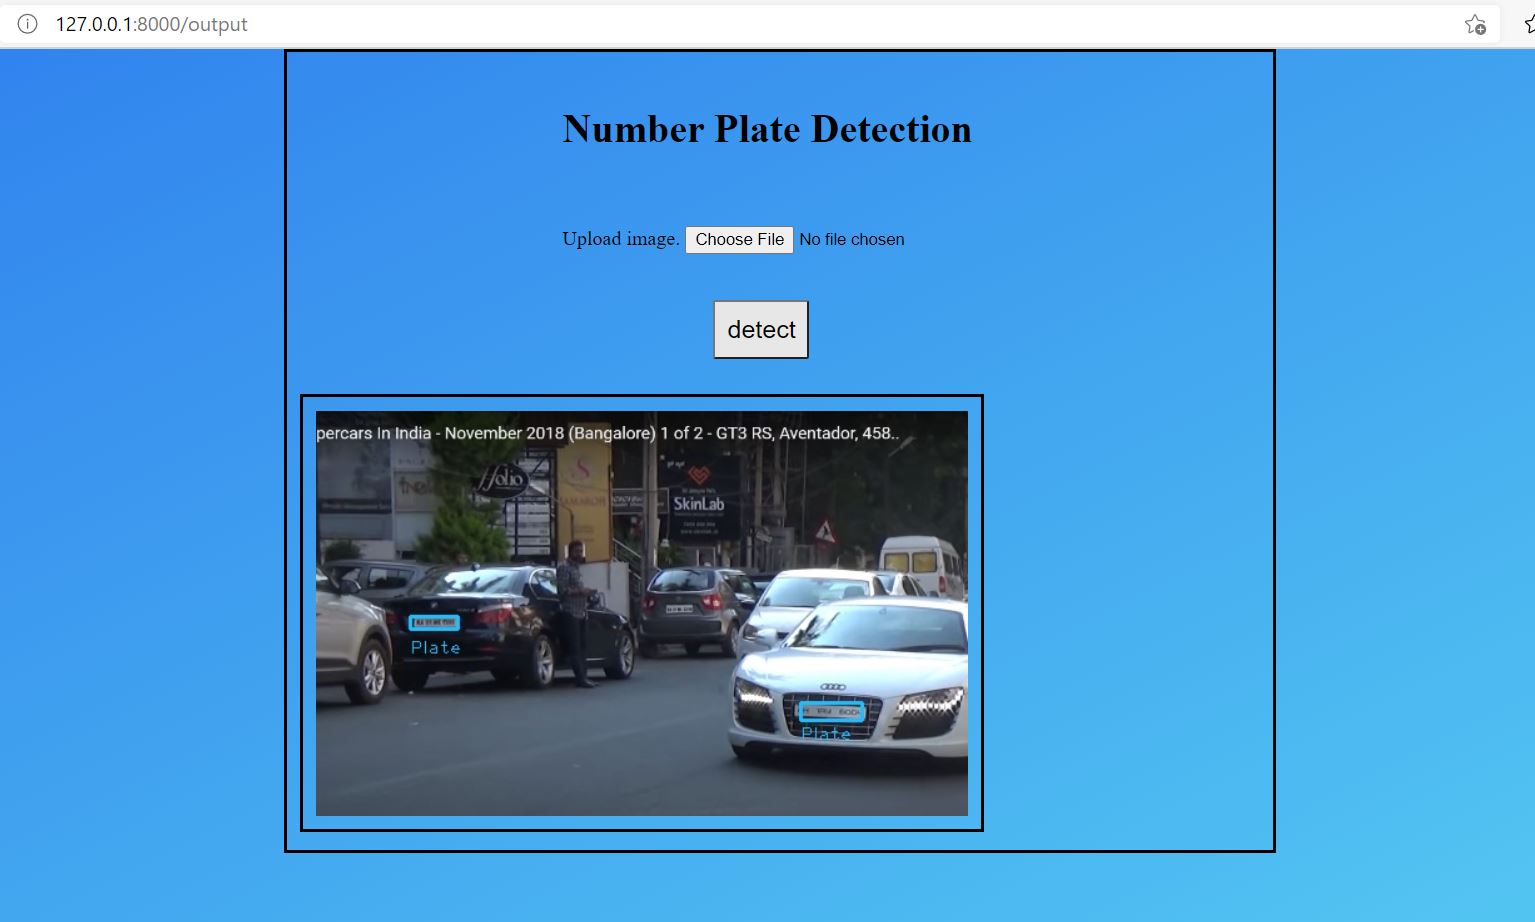 127.0.0.1:8000/output
Number Plate Detection
Upload image. Choose File No file chosen
detect
percars In India - November 2018 (Bangalore) 1 of 2 - GT3 RS, Aventador, 458..
folio
SkinLab
Plate
Plate